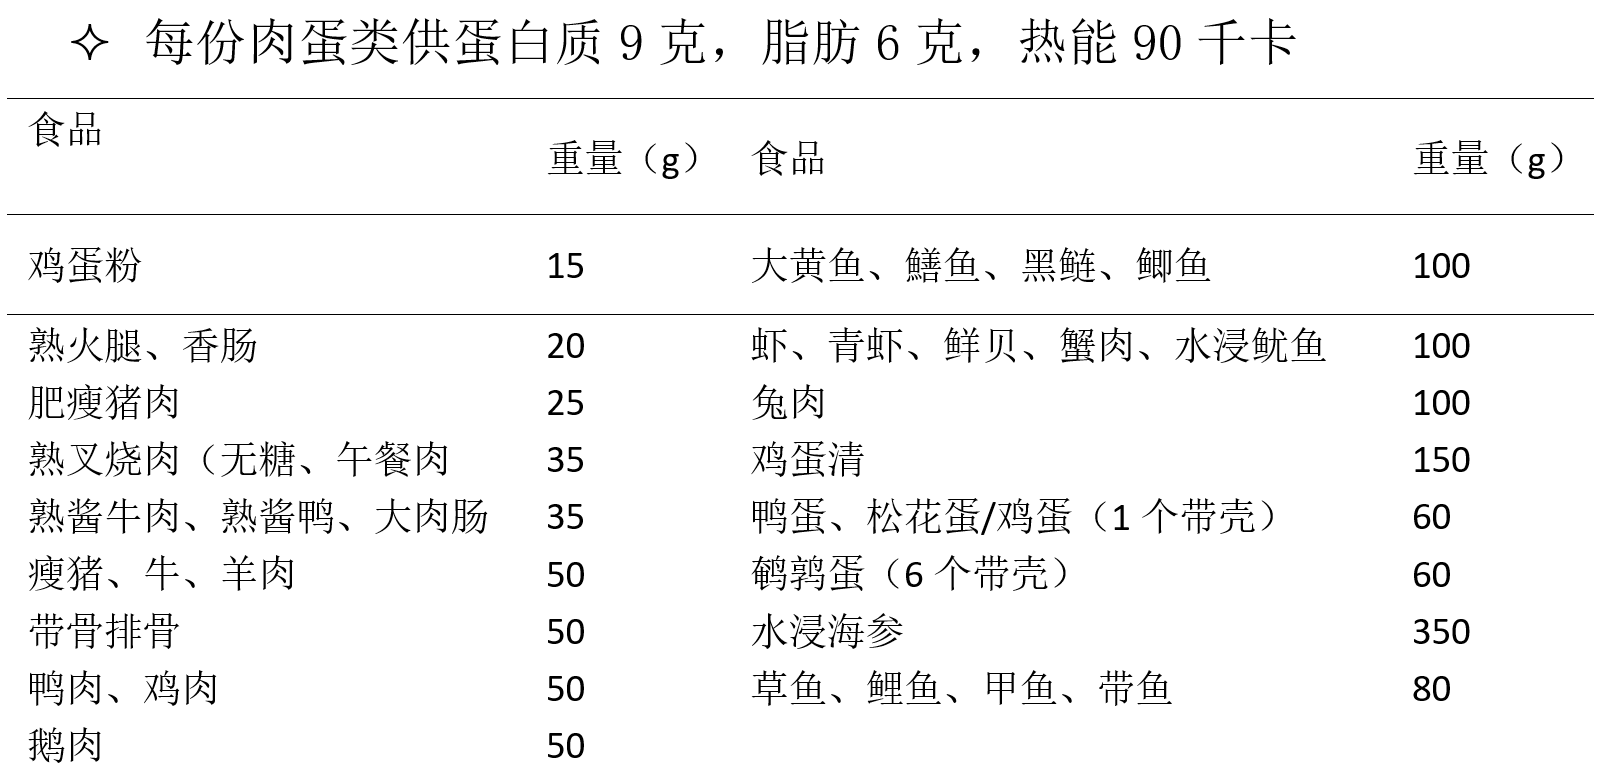 ✧ 每份肉蛋类供蛋白质 9 克，脂肪 6 克，热能 90 千卡
食品 重量（g） 食品 重量（g）
鸡蛋粉 15 大黄鱼、鳝鱼、黑鲢、鲫鱼 100
熟火腿、香肠 20 虾、青虾、鲜贝、蟹肉、水浸鱿鱼 100
肥瘦猪肉 25 兔肉 100
熟叉烧肉（无糖、午餐肉 35 鸡蛋清 150
熟酱牛肉、熟酱鸭、大肉肠 35 鸭蛋、松花蛋/鸡蛋（1 个带壳） 60
瘦猪、牛、羊肉 50 鹌鹑蛋（6 个带壳） 60
带骨排骨 50 水浸海参 350
鸭肉、鸡肉 50 草鱼、鲤鱼、甲鱼、带鱼 80
鹅肉 50